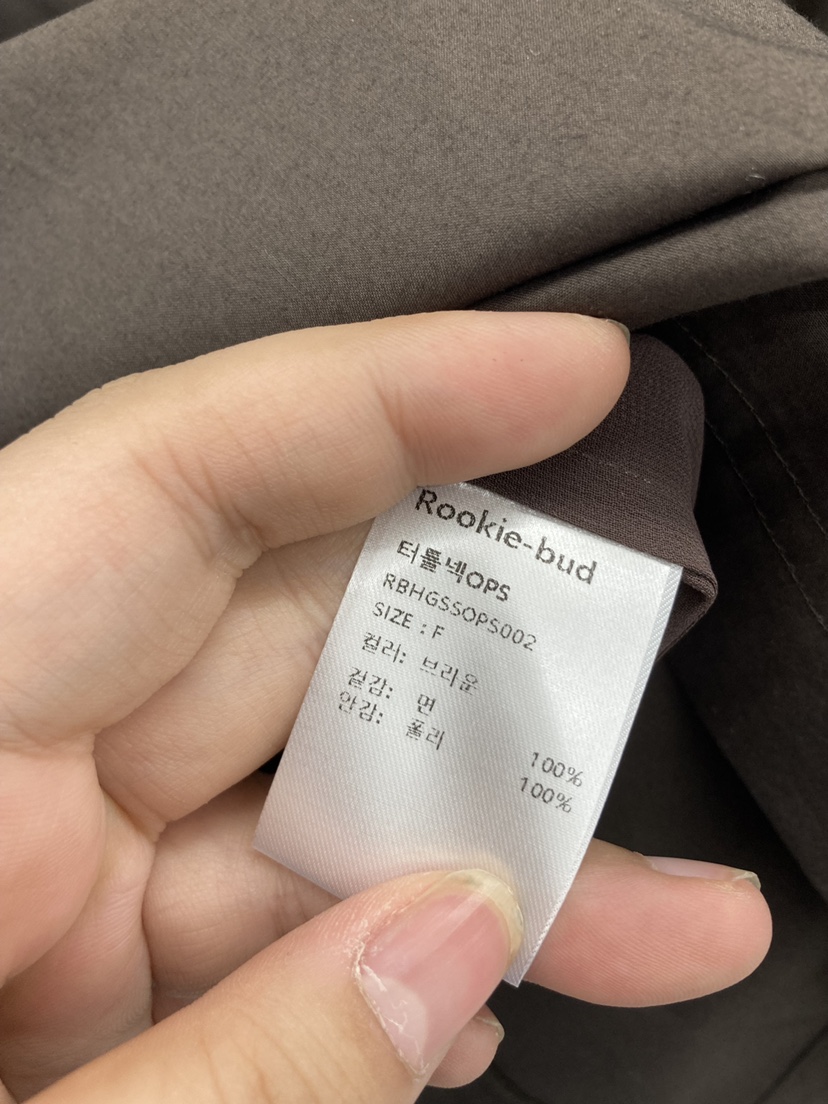 Rookie-bud
터틀넥OPS
RBHGSSOPS002
SIZE : F
컬러: 브라운
겉감: 면 100%
안감: 폴리 100%